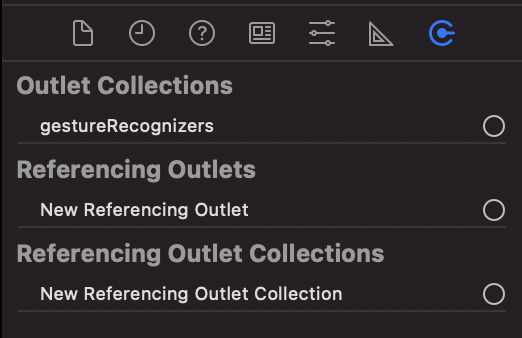 Outlet Collections
gestureRecognizers
Referencing Outlets
New Referencing Outlet
Referencing Outlet Collections
New Referencing Outlet Collection